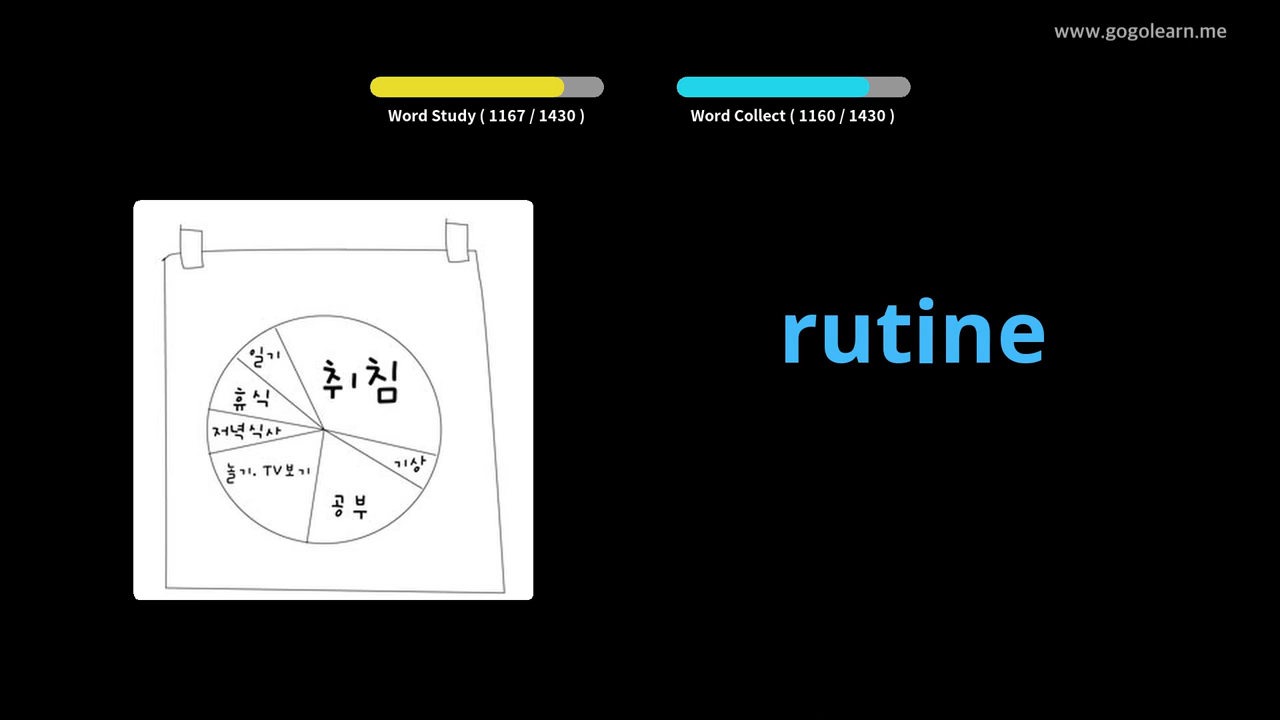 www.gogolearn.me
Word Study ( 1167 / 1430 )
Word Collect ( 1160 / 1430 )
rutine
일기
취침
휴식
저녁식사
기상
놀기. TV보기
공부